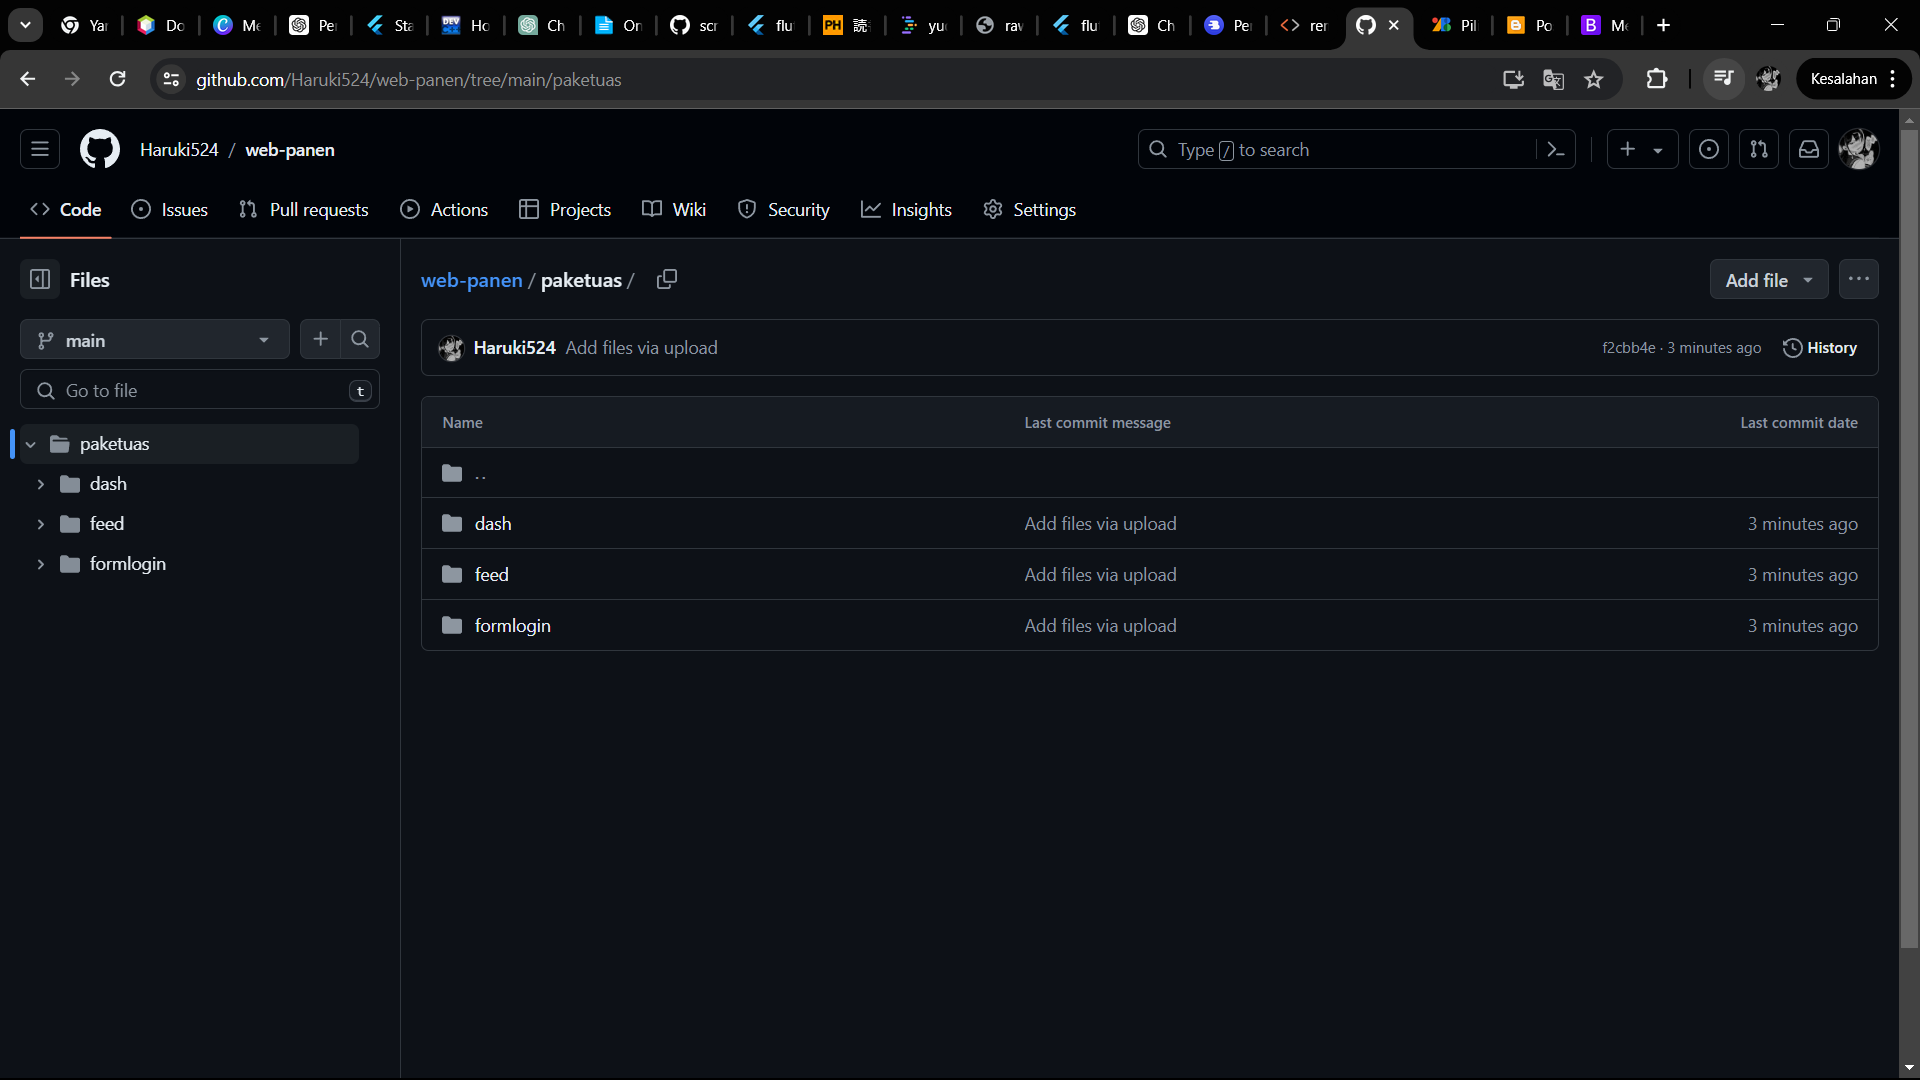 Yar
Do
Me
Per
Sta
Ho
Ch
On
scr
flu
読
yu
rav
flu
Ch
Per
rer
Pil
Po
Me
github.com/Haruki524/web-panen/tree/main/paketuas
Kesalahan
Haruki524 / web-panen
Type / to search
Code
Issues
Pull requests
Actions
Projects
Wiki
Security
Insights
Settings
Files
web-panen / paketuas /
Add file
main
Haruki524 Add files via upload
f2cbb4e · 3 minutes ago
History
Go to file
t
Name Last commit message Last commit date
paketuas
dash
feed
formlogin
..
dash Add files via upload 3 minutes ago
feed Add files via upload 3 minutes ago
formlogin Add files via upload 3 minutes ago